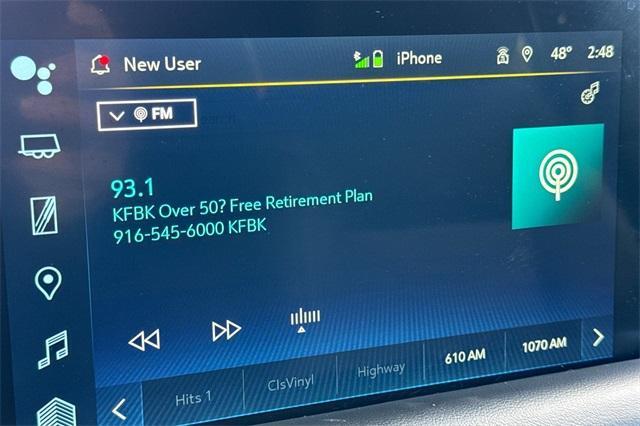 New User
iPhone
48° 2:48
FM
93.1
KFBK Over 50? Free Retirement Plan
916-545-6000 KFBK
Hits 1 ClsVinyl Highway 610 AM 1070 AM